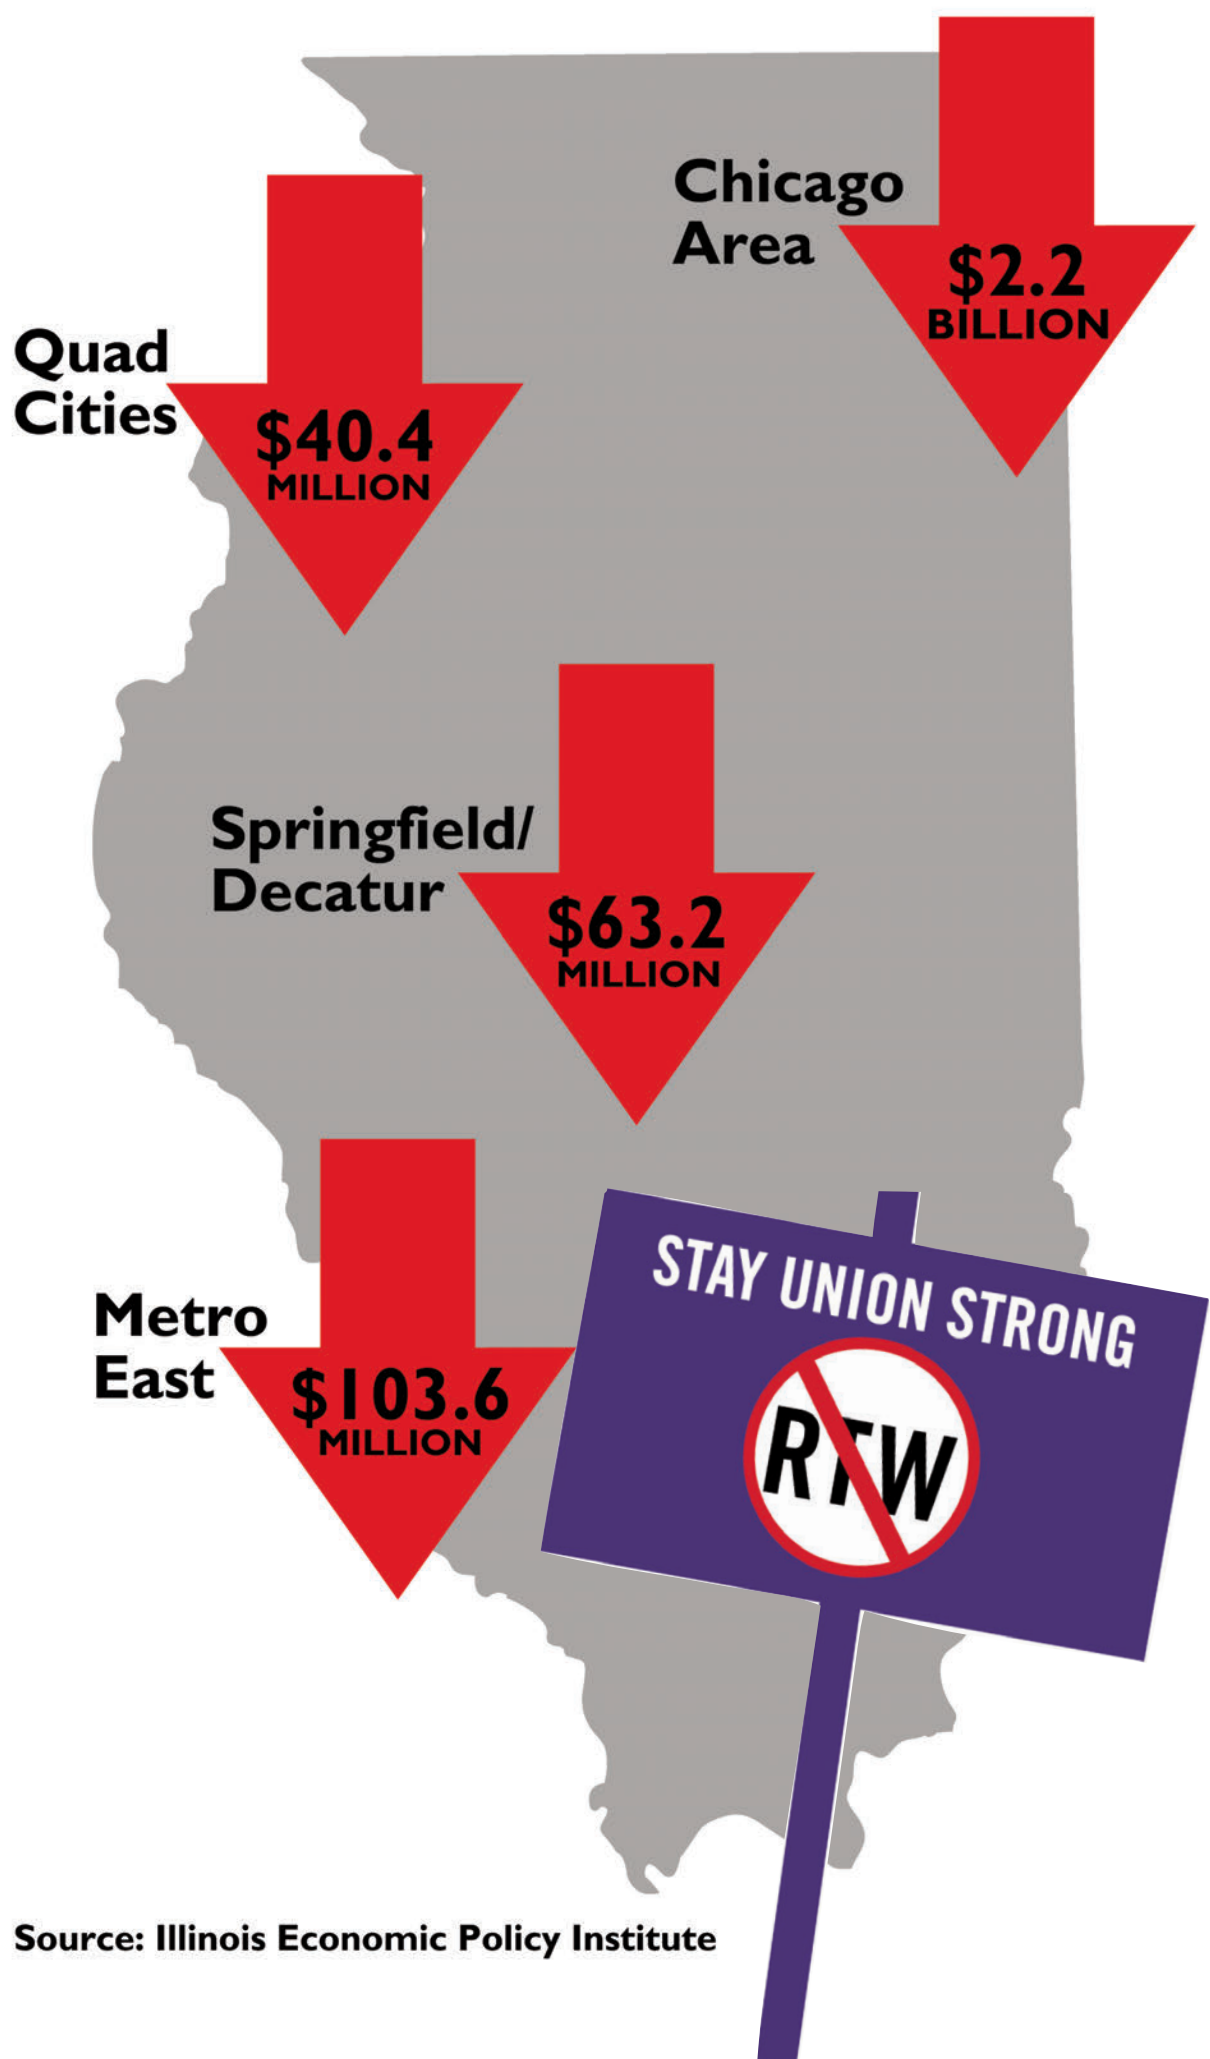 Chicago
Area
$2.2
BILLION
Quad
Cities
$40.4
MILLION
Springfield/
Decatur
$63.2
MILLION
Metro
East
$103.6
MILLION
STAY UNION STRONG
RTW
Source: Illinois Economic Policy Institute